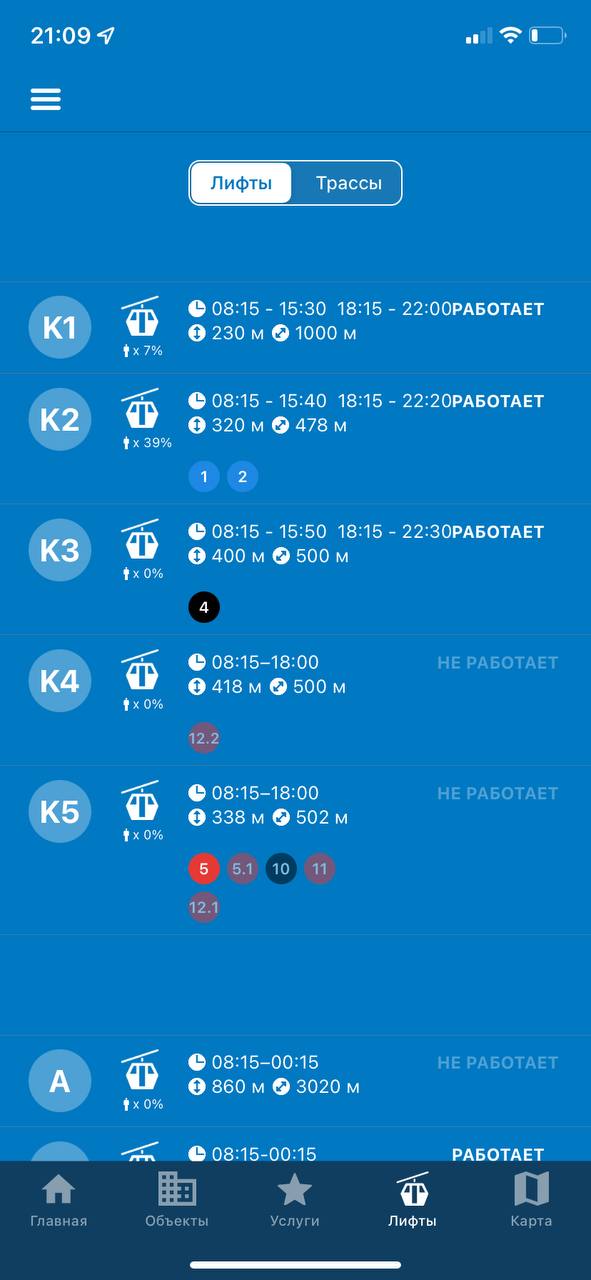 21:09
Лифты Трассы
K1 08:15 - 15:30 18:15 - 22:00 РАБОТАЕТ
230 м 1000 м
x 7%
K2 08:15 - 15:40 18:15 - 22:20 РАБОТАЕТ
320 м 478 м
x 39%
1 2
K3 08:15 - 15:50 18:15 - 22:30 РАБОТАЕТ
400 м 500 м
x 0%
4
K4 08:15–18:00 НЕ РАБОТАЕТ
418 м 500 м
x 0%
12.2
K5 08:15–18:00 НЕ РАБОТАЕТ
338 м 502 м
x 0%
5 5.1 10 11
12.1
A 08:15–00:15 НЕ РАБОТАЕТ
860 м 3020 м
x 0%
08:15-00:15 РАБОТАЕТ
Главная Объекты Услуги Лифты Карта